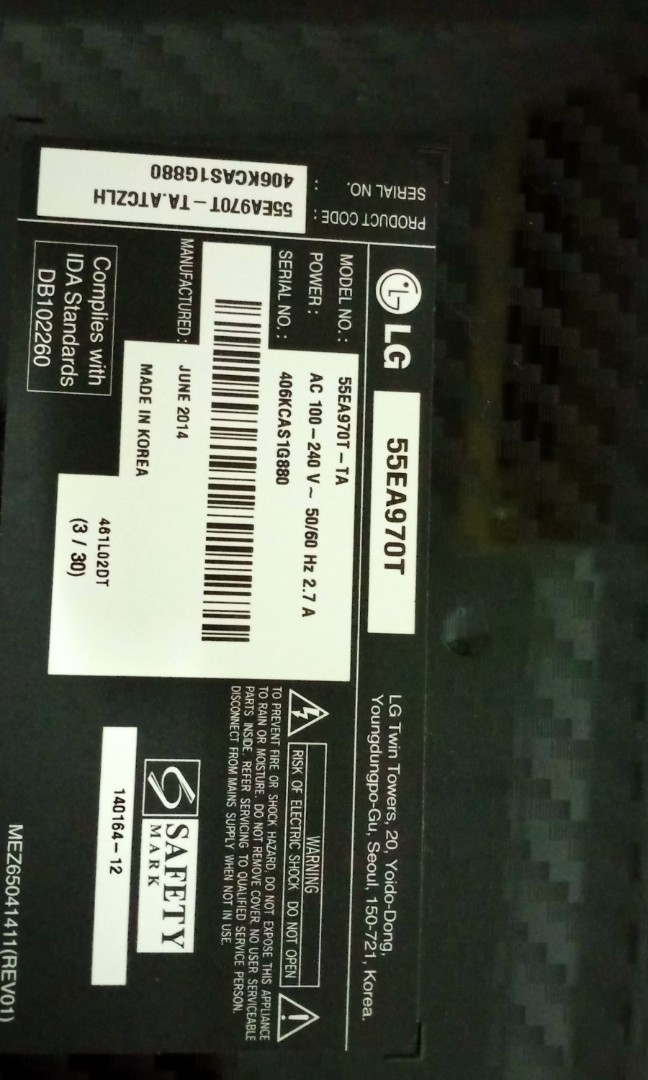 LG 55EA970T
LG Twin Towers, 20, Yoido-Dong,
Youngdungpo-Gu, Seoul, 150-721, Korea.
MODEL NO. : 55EA970T-TA
POWER : AC 100-240 V~ 50/60 Hz 2.7 A
SERIAL NO. : 406KCAS1G880
MANUFACTURED : JUNE 2014
MADE IN KOREA
461L02DT
(3 / 30)
Complies with
IDA Standards
DB102260
WARNING
RISK OF ELECTRIC SHOCK DO NOT OPEN
TO PREVENT FIRE OR SHOCK HAZARD, DO NOT EXPOSE THIS APPLIANCE
TO RAIN OR MOISTURE. DO NOT REMOVE COVER. NO USER SERVICEABLE
PARTS INSIDE. REFER SERVICING TO QUALIFIED SERVICE PERSON.
DISCONNECT FROM MAINS SUPPLY WHEN NOT IN USE.
SAFETY
MARK
140164-12
MEZ65041411(REV01)
PRODUCT CODE : 55EA970T-TA.ATCZLH
SERIAL NO. : 406KCAS1G880